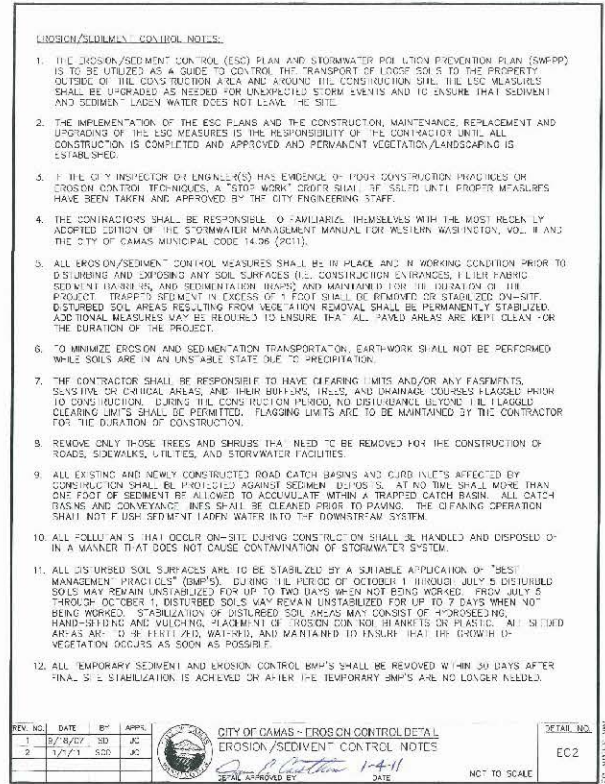 EROSION/SEDIMENT CONTROL NOTES:
1. THE EROSION/SEDIMENT CONTROL (ESC) PLAN AND STORMWATER POLLUTION PREVENTION PLAN (SWPPP)
IS TO BE UTILIZED AS A GUIDE TO CONTROL THE TRANSPORT OF LOOSE SOILS TO THE PROPERTY
OUTSIDE OF THE CONSTRUCTION AREA AND AROUND THE CONSTRUCTION SITE. THE ESC MEASURES
SHALL BE UPGRADED AS NEEDED FOR UNEXPECTED STORM EVENTS AND TO ENSURE THAT SEDIMENT
AND SEDIMENT LADEN WATER DOES NOT LEAVE THE SITE.
2. THE IMPLEMENTATION OF THE ESC PLANS AND THE CONSTRUCTION, MAINTENANCE, REPLACEMENT AND
UPGRADING OF THE ESC MEASURES IS THE RESPONSIBILITY OF THE CONTRACTOR UNTIL ALL
CONSTRUCTION IS COMPLETED AND APPROVED AND PERMANENT VEGETATION/LANDSCAPING IS
ESTABLISHED.
3. IF THE CITY INSPECTOR OR ENGINEER(S) HAS EVIDENCE OF POOR CONSTRUCTION PRACTICES OR
EROSION CONTROL TECHNIQUES, A "STOP WORK" ORDER SHALL BE ISSUED UNTIL PROPER MEASURES
HAVE BEEN TAKEN AND APPROVED BY THE CITY ENGINEERING STAFF.
4. THE CONTRACTORS SHALL BE RESPONSIBLE TO FAMILIARIZE THEMSELVES WITH THE MOST RECENTLY
ADOPTED EDITION OF THE STORMWATER MANAGEMENT MANUAL FOR WESTERN WASHINGTON, VOL. II AND
THE CITY OF CAMAS MUNICIPAL CODE 14.06 (2011).
5. ALL EROSION/SEDIMENT CONTROL MEASURES SHALL BE IN PLACE AND IN WORKING CONDITION PRIOR TO
DISTURBING AND EXPOSING ANY SOIL SURFACES (I.E. CONSTRUCTION ENTRANCES, FILTER FABRIC
SEDIMENT BARRIERS, AND SEDIMENTATION TRAPS) AND MAINTAINED FOR THE DURATION OF THE
PROJECT. TRAPPED SEDIMENT IN EXCESS OF 1 FOOT SHALL BE REMOVED OR STABILIZED ON-SITE.
DISTURBED SOIL AREAS RESULTING FROM VEGETATION REMOVAL SHALL BE PERMANENTLY STABILIZED.
ADDITIONAL MEASURES MAY BE REQUIRED TO ENSURE THAT ALL PAVED AREAS ARE KEPT CLEAN FOR
THE DURATION OF THE PROJECT.
6. TO MINIMIZE EROSION AND SEDIMENTATION TRANSPORTATION, EARTHWORK SHALL NOT BE PERFORMED
WHILE SOILS ARE IN AN UNSTABLE STATE DUE TO PRECIPITATION.
7. THE CONTRACTOR SHALL BE RESPONSIBLE TO HAVE CLEARING LIMITS AND/OR ANY EASEMENTS,
SENSITIVE OR CRITICAL AREAS, AND THEIR BUFFERS, TREES, AND DRAINAGE COURSES FLAGGED PRIOR
TO CONSTRUCTION. DURING THE CONSTRUCTION PERIOD, NO DISTURBANCE BEYOND THE FLAGGED
CLEARING LIMITS SHALL BE PERMITTED. FLAGGING LIMITS ARE TO BE MAINTAINED BY THE CONTRACTOR
FOR THE DURATION OF CONSTRUCTION.
8. REMOVE ONLY THOSE TREES AND SHRUBS THAT NEED TO BE REMOVED FOR THE CONSTRUCTION OF
ROADS, SIDEWALKS, UTILITIES, AND STORMWATER FACILITIES.
9. ALL EXISTING AND NEWLY CONSTRUCTED ROAD CATCH BASINS AND CURB INLETS AFFECTED BY
CONSTRUCTION SHALL BE PROTECTED AGAINST SEDIMENT DEPOSITS. AT NO TIME SHALL MORE THAN
ONE FOOT OF SEDIMENT BE ALLOWED TO ACCUMULATE WITHIN A TRAPPED CATCH BASIN. ALL CATCH
BASINS AND CONVEYANCE LINES SHALL BE CLEANED PRIOR TO PAVING. THE CLEANING OPERATION
SHALL NOT FLUSH SEDIMENT LADEN WATER INTO THE DOWNSTREAM SYSTEM.
10. ALL POLLUTANTS THAT OCCUR ON-SITE DURING CONSTRUCTION SHALL BE HANDLED AND DISPOSED OF
IN A MANNER THAT DOES NOT CAUSE CONTAMINATION OF STORMWATER SYSTEM.
11. ALL DISTURBED SOIL SURFACES ARE TO BE STABILIZED BY A SUITABLE APPLICATION OF "BEST
MANAGEMENT PRACTICES" (BMP'S). DURING THE PERIOD OF OCTOBER 1 THROUGH JULY 5 DISTURBED
SOILS MAY REMAIN UNSTABILIZED FOR UP TO TWO DAYS WHEN NOT BEING WORKED. FROM JULY 5
THROUGH OCTOBER 1, DISTURBED SOILS MAY REMAIN UNSTABILIZED FOR UP TO 7 DAYS WHEN NOT
BEING WORKED. STABILIZATION OF DISTURBED SOIL AREAS MAY CONSIST OF HYDROSEEDING,
HAND-SEEDING AND MULCHING, PLACEMENT OF EROSION CONTROL BLANKETS OR PLASTIC. ALL SEEDED
AREAS ARE TO BE FERTILIZED, WATERED, AND MAINTAINED TO ENSURE THAT THE GROWTH OF
VEGETATION OCCURS AS SOON AS POSSIBLE.
12. ALL TEMPORARY SEDIMENT AND EROSION CONTROL BMP'S SHALL BE REMOVED WITHIN 30 DAYS AFTER
FINAL SITE STABILIZATION IS ACHIEVED OR AFTER THE TEMPORARY BMP'S ARE NO LONGER NEEDED.
REV. NO. DATE BY APPR.
1 9/18/07 SD JC
2 1/1/11 SCD JC
CITY OF CAMAS - EROSION CONTROL DETAIL
EROSION/SEDIMENT CONTROL NOTES
1-4-11
DETAIL APPROVED BY DATE
NOT TO SCALE
DETAIL NO.
EC2